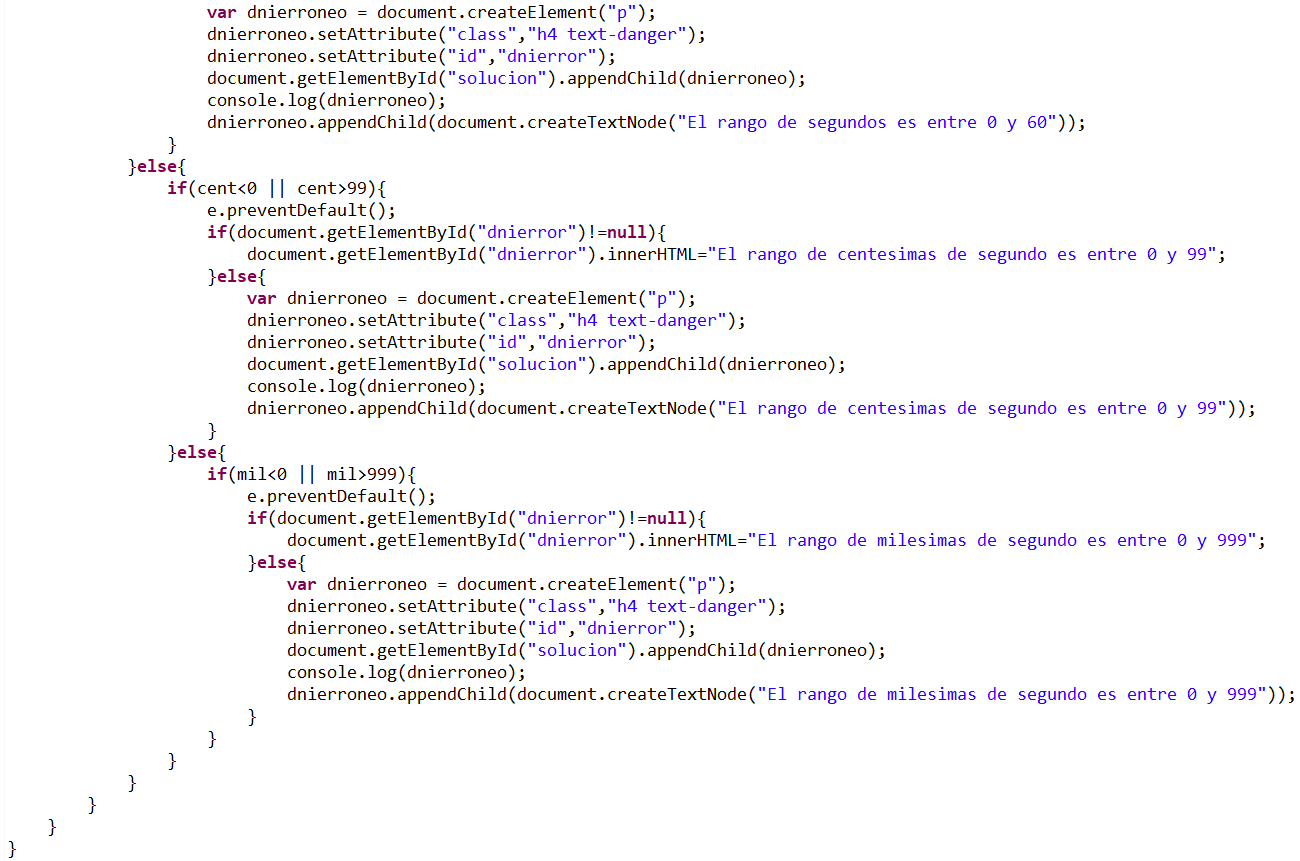 var dnierroneo = document.createElement("p");
dnierroneo.setAttribute("class","h4 text-danger");
dnierroneo.setAttribute("id","dnierror");
document.getElementById("solucion").appendChild(dnierroneo);
console.log(dnierroneo);
dnierroneo.appendChild(document.createTextNode("El rango de segundos es entre 0 y 60"));
}
}else{
if(cent<0 || cent>99){
e.preventDefault();
if(document.getElementById("dnierror")!=null){
document.getElementById("dnierror").innerHTML="El rango de centesimas de segundo es entre 0 y 99";
}else{
var dnierroneo = document.createElement("p");
dnierroneo.setAttribute("class","h4 text-danger");
dnierroneo.setAttribute("id","dnierror");
document.getElementById("solucion").appendChild(dnierroneo);
console.log(dnierroneo);
dnierroneo.appendChild(document.createTextNode("El rango de centesimas de segundo es entre 0 y 99"));
}
}else{
if(mil<0 || mil>999){
e.preventDefault();
if(document.getElementById("dnierror")!=null){
document.getElementById("dnierror").innerHTML="El rango de milesimas de segundo es entre 0 y 999";
}else{
var dnierroneo = document.createElement("p");
dnierroneo.setAttribute("class","h4 text-danger");
dnierroneo.setAttribute("id","dnierror");
document.getElementById("solucion").appendChild(dnierroneo);
console.log(dnierroneo);
dnierroneo.appendChild(document.createTextNode("El rango de milesimas de segundo es entre 0 y 999"));
}
}
}
}
}
}
}